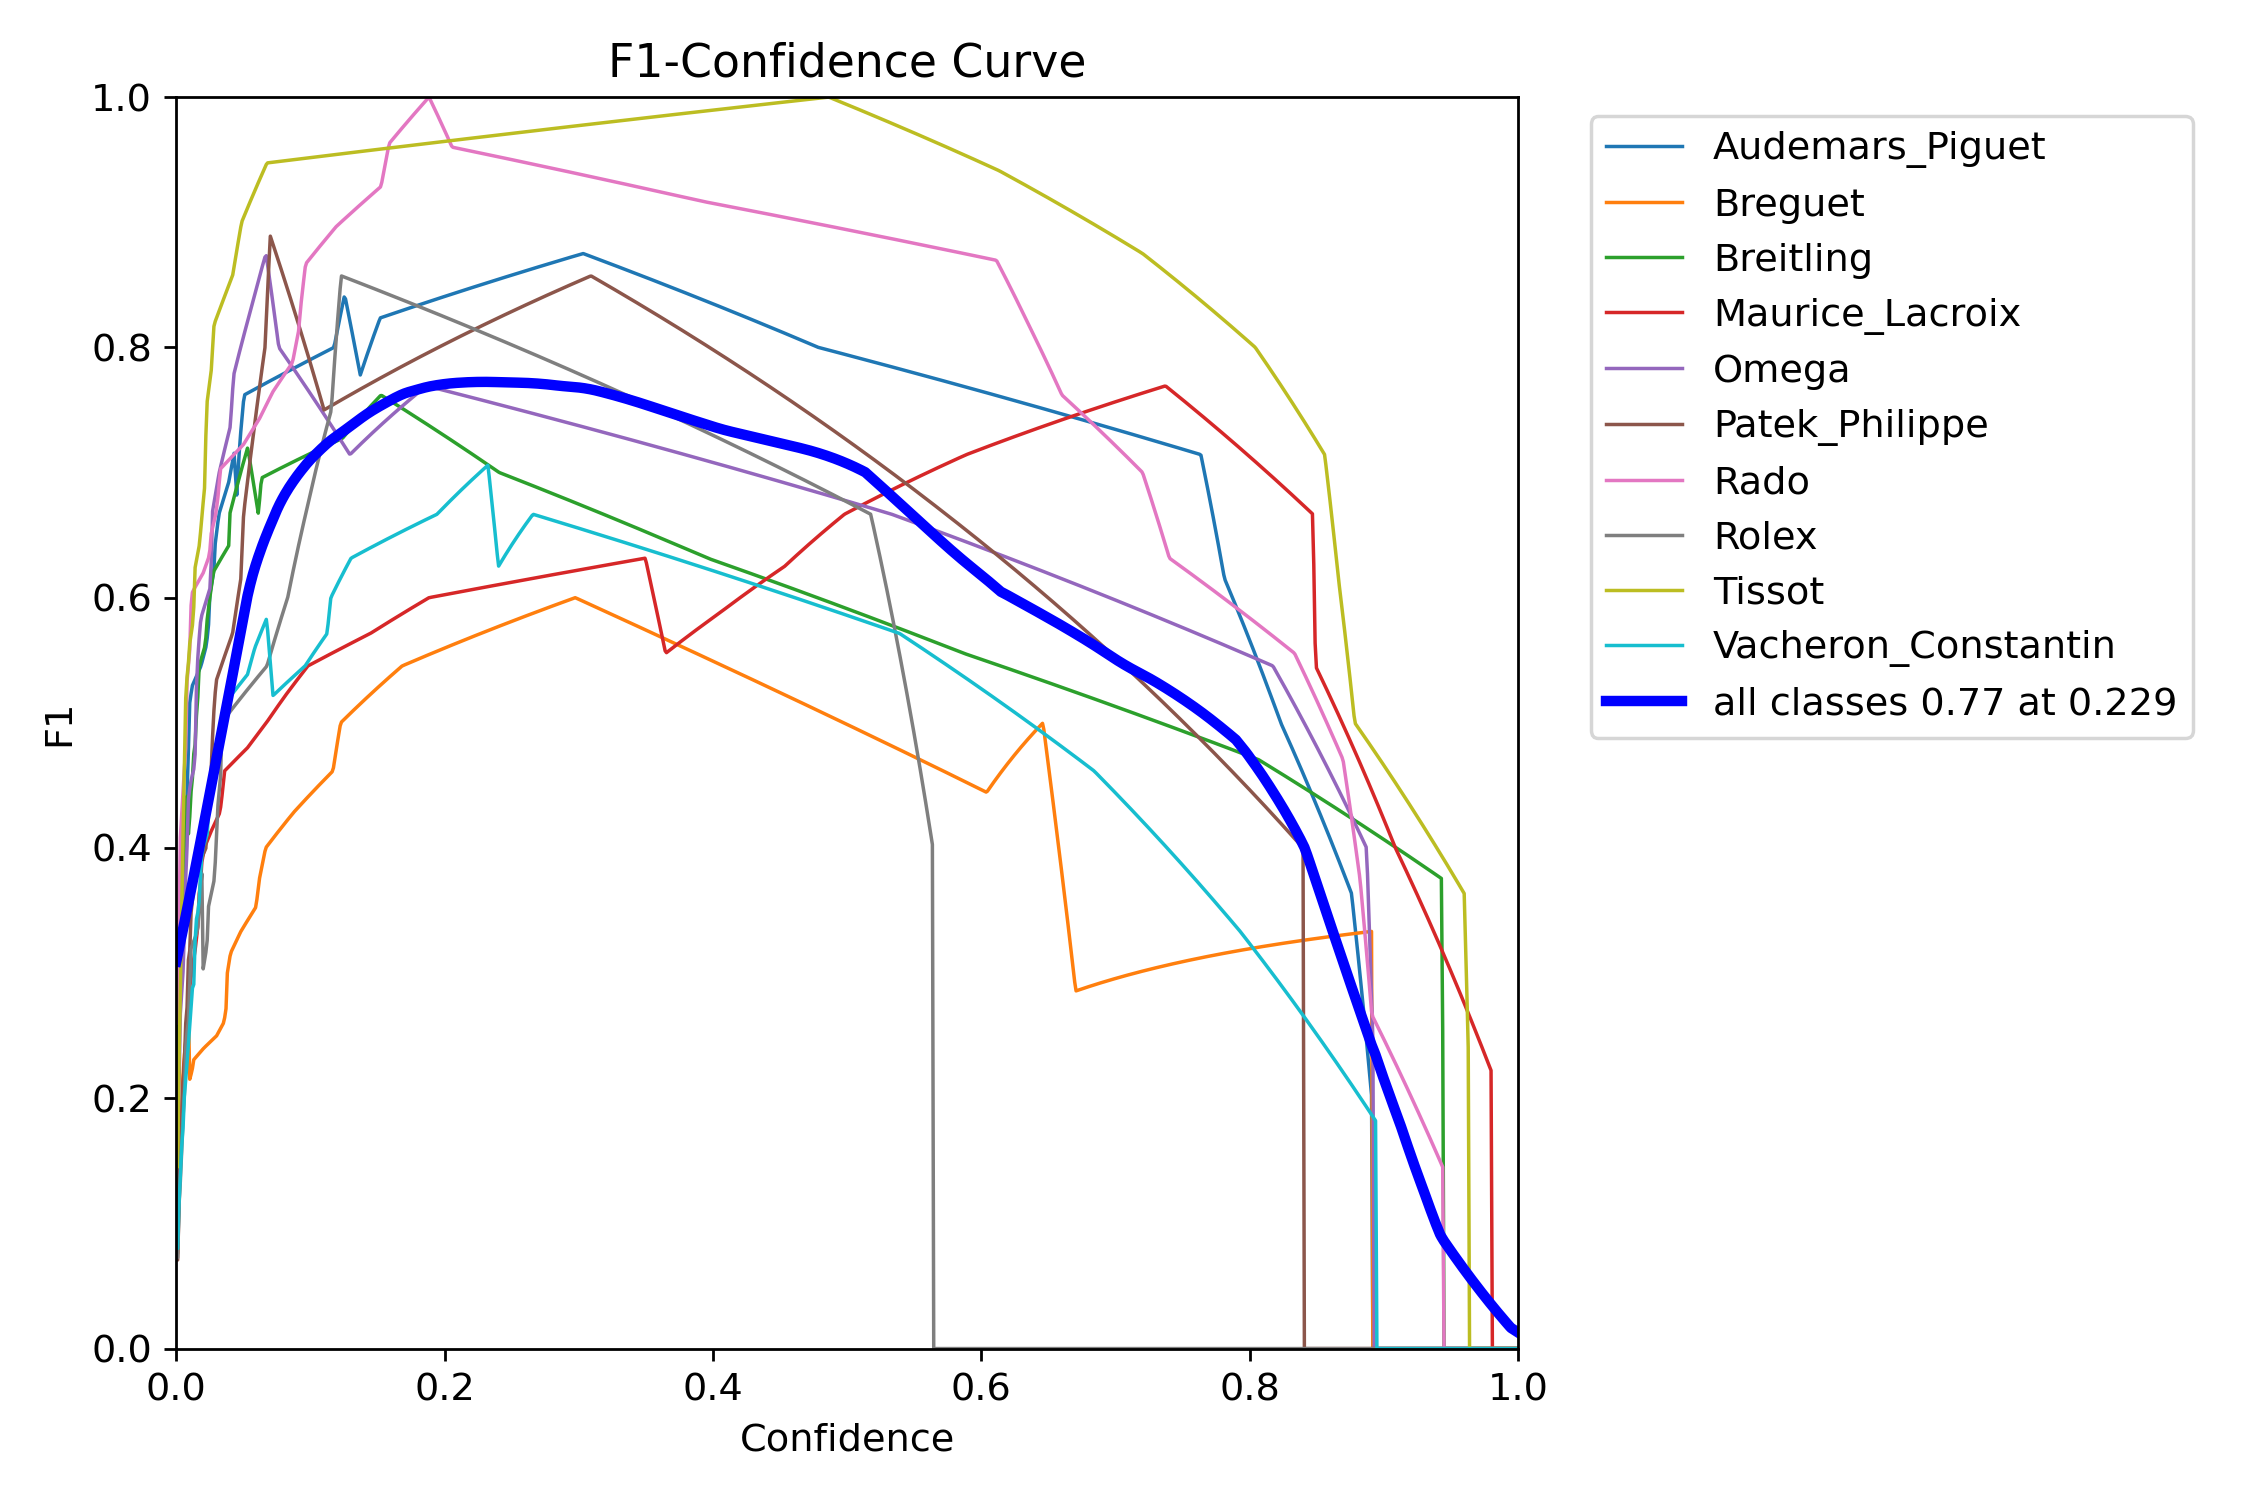 F1-Confidence Curve
1.0
0.8
0.6
0.4
0.2
0.0
F1
0.0 0.2 0.4 0.6 0.8 1.0
Confidence
Audemars_Piguet
Breguet
Breitling
Maurice_Lacroix
Omega
Patek_Philippe
Rado
Rolex
Tissot
Vacheron_Constantin
all classes 0.77 at 0.229